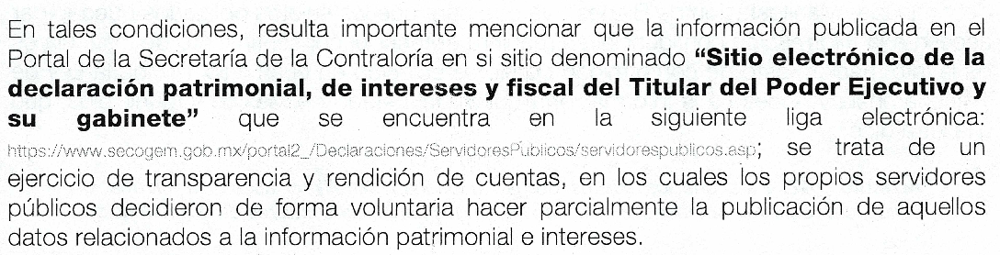 En tales condiciones, resulta importante mencionar que la información publicada en el
Portal de la Secretaría de la Contraloría en si sitio denominado “Sitio electrónico de la
declaración patrimonial, de intereses y fiscal del Titular del Poder Ejecutivo y
su gabinete” que se encuentra en la siguiente liga electrónica:
https://www.secogem.gob.mx/portal2_/Declaraciones/ServidoresPublicos/servidorespublicos.asp; se trata de un
ejercicio de transparencia y rendición de cuentas, en los cuales los propios servidores
públicos decidieron de forma voluntaria hacer parcialmente la publicación de aquellos
datos relacionados a la información patrimonial e intereses.